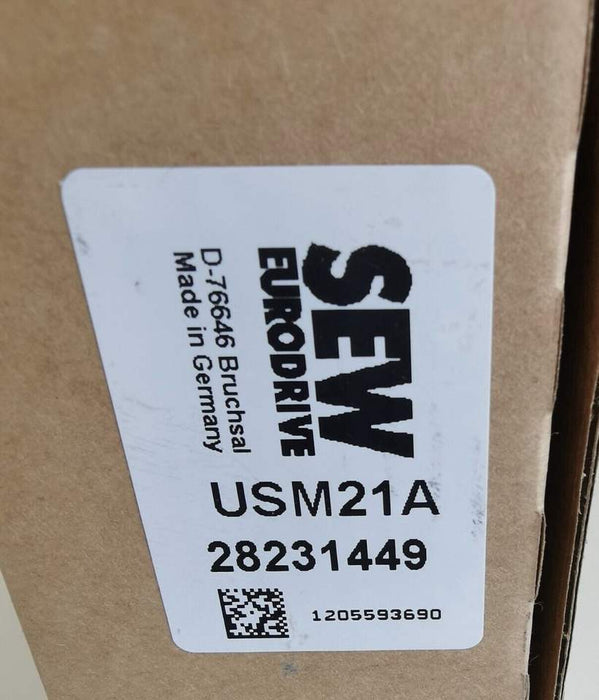 SEW
EURODRIVE
D-76646 Bruchsal
Made in Germany
USM21A
28231449
1205593690